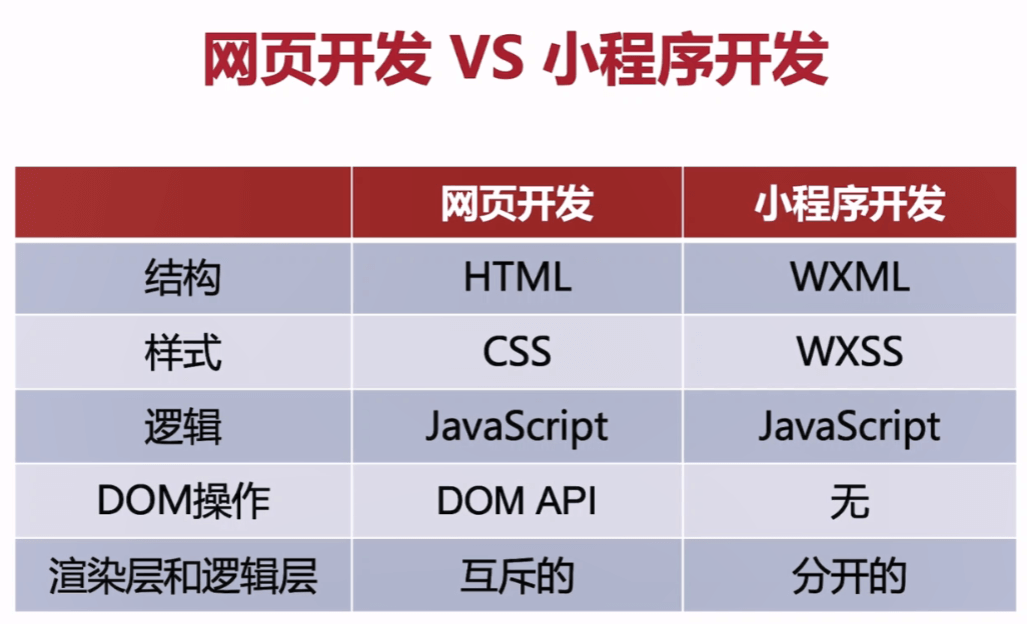 网页开发 VS 小程序开发
网页开发 小程序开发
结构 HTML WXML
样式 CSS WXSS
逻辑 JavaScript JavaScript
DOM操作 DOM API 无
渲染层和逻辑层 互斥的 分开的